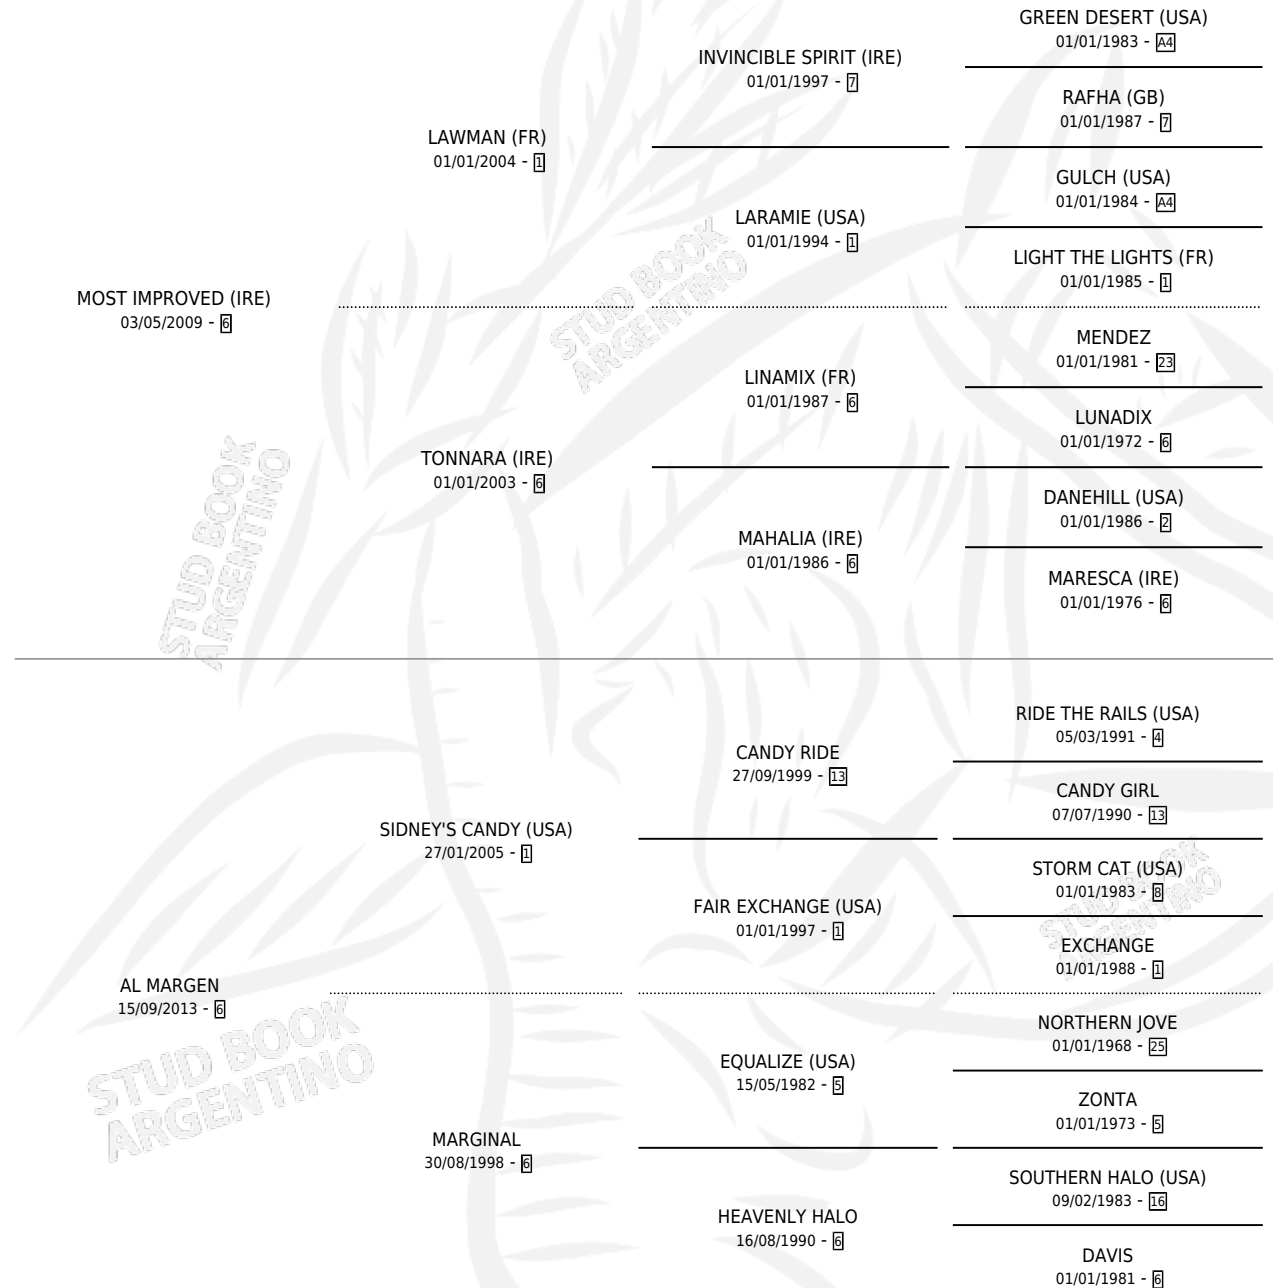 GREEN DESERT (USA)
01/01/1983 - A4
INVINCIBLE SPIRIT (IRE)
01/01/1997 - 7
RAFHA (GB)
01/01/1987 - 7
LAWMAN (FR)
01/01/2004 - 1
GULCH (USA)
01/01/1984 - A4
LARAMIE (USA)
01/01/1994 - 1
LIGHT THE LIGHTS (FR)
01/01/1985 - 1
MOST IMPROVED (IRE)
03/05/2009 - 6
MENDEZ
01/01/1981 - 23
LINAMIX (FR)
01/01/1987 - 6
LUNADIX
01/01/1972 - 6
TONNARA (IRE)
01/01/2003 - 6
DANEHILL (USA)
01/01/1986 - 2
MAHALIA (IRE)
01/01/1986 - 6
MARESCA (IRE)
01/01/1976 - 6
STUD BOOK
ARGENTINO
STUD BOOK
ARGENTINO
RIDE THE RAILS (USA)
05/03/1991 - 4
CANDY RIDE
27/09/1999 - 13
CANDY GIRL
07/07/1990 - 13
SIDNEY'S CANDY (USA)
27/01/2005 - 1
STORM CAT (USA)
01/01/1983 - 8
FAIR EXCHANGE (USA)
01/01/1997 - 1
EXCHANGE
01/01/1988 - 1
AL MARGEN
15/09/2013 - 6
NORTHERN JOVE
01/01/1968 - 25
EQUALIZE (USA)
15/05/1982 - 5
ZONTA
01/01/1973 - 5
MARGINAL
30/08/1998 - 6
SOUTHERN HALO (USA)
09/02/1983 - 16
HEAVENLY HALO
16/08/1990 - 6
DAVIS
01/01/1981 - 6
STUD BOOK
ARGENTINO
STUD BOOK
ARGENTINO